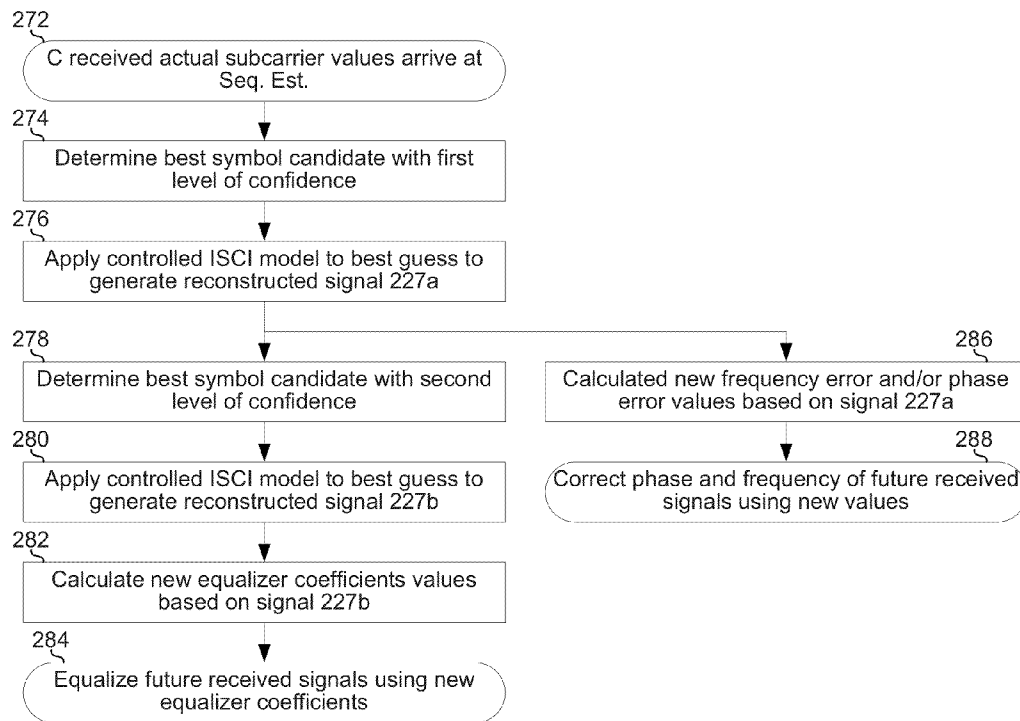 272
C received actual subcarrier values arrive at
Seq. Est.
274
Determine best symbol candidate with first
level of confidence
276
Apply controlled ISCI model to best guess to
generate reconstructed signal 227a
278
Determine best symbol candidate with second
level of confidence
280
Apply controlled ISCI model to best guess to
generate reconstructed signal 227b
282
Calculate new equalizer coefficients values
based on signal 227b
284
Equalize future received signals using new
equalizer coefficients
286
Calculated new frequency error and/or phase
error values based on signal 227a
288
Correct phase and frequency of future received
signals using new values